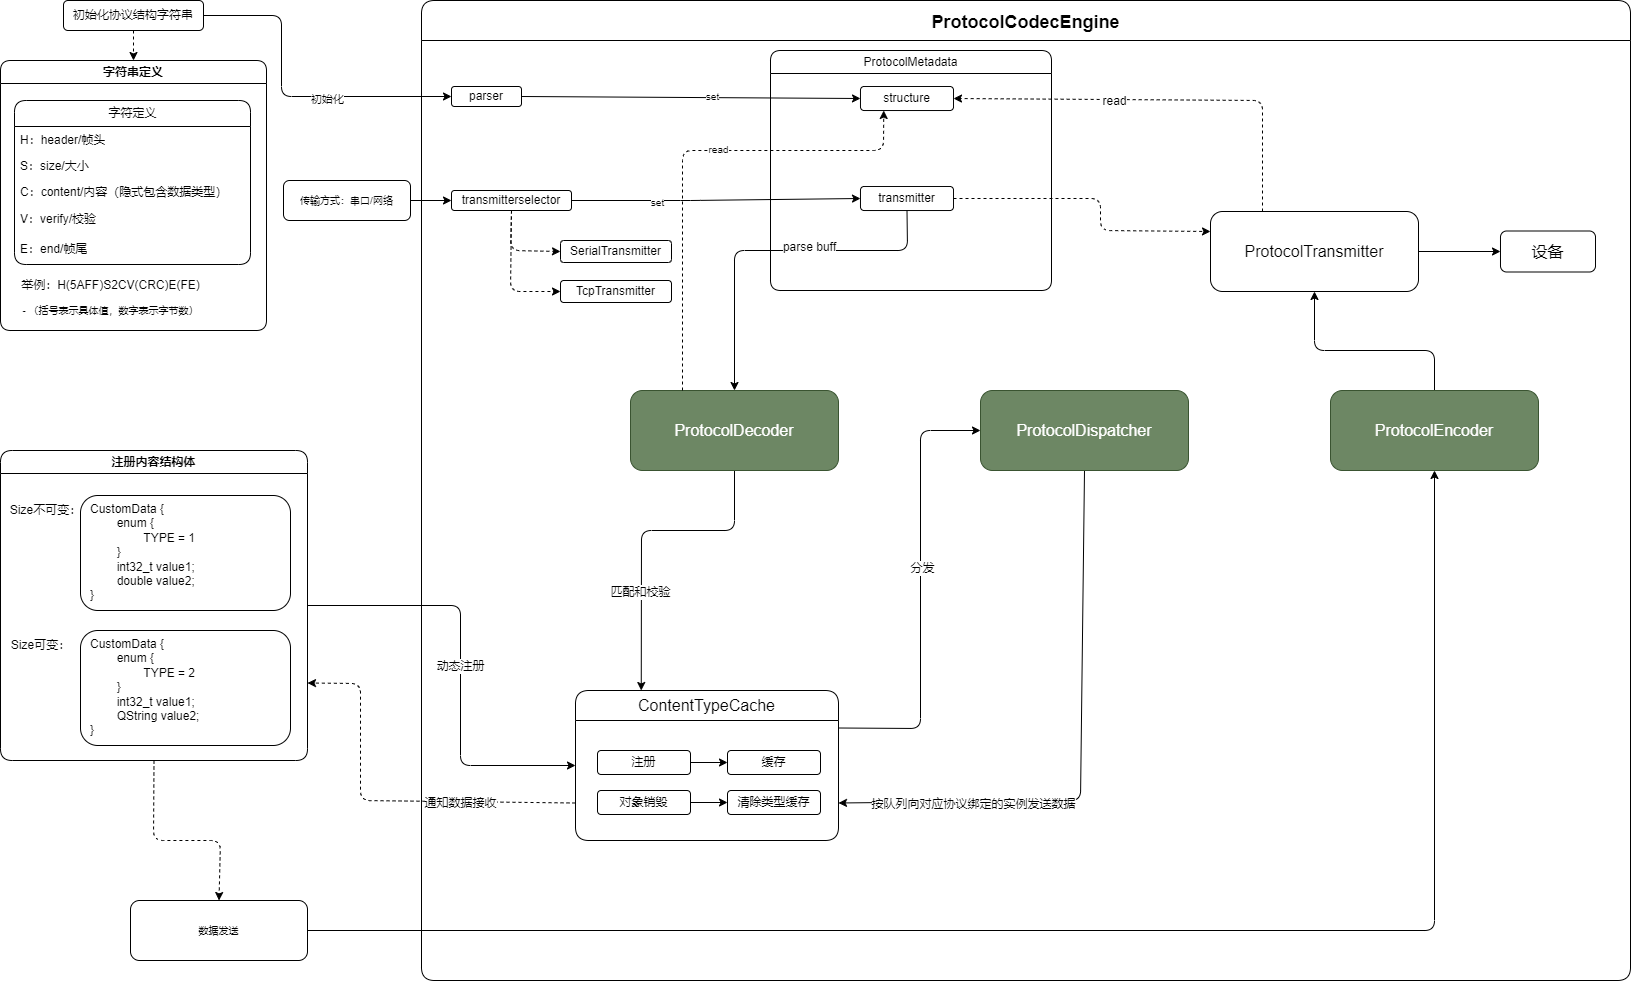 初始化协议结构字符串
字符串定义
字符定义
H：header/帧头
S：size/大小
C：content/内容（隐式包含数据类型）
V：verify/校验
E：end/帧尾
举例：H(5AFF)S2CV(CRC)E(FE)
- （括号表示具体值，数字表示字节数）
初始化
传输方式：串口/网络
ProtocolCodecEngine
parser
set
ProtocolMetadata
structure
read
read
transmitterselector
set
transmitter
SerialTransmitter
TcpTransmitter
parse buff
ProtocolTransmitter
设备
ProtocolDecoder
ProtocolDispatcher
ProtocolEncoder
注册内容结构体
Size不可变：
CustomData {
enum {
TYPE = 1
}
int32_t value1;
double value2;
}
Size可变：
CustomData {
enum {
TYPE = 2
}
int32_t value1;
QString value2;
}
匹配和校验
分发
动态注册
ContentTypeCache
注册
缓存
对象销毁
清除类型缓存
通知数据接收
按队列向对应协议绑定的实例发送数据
数据发送